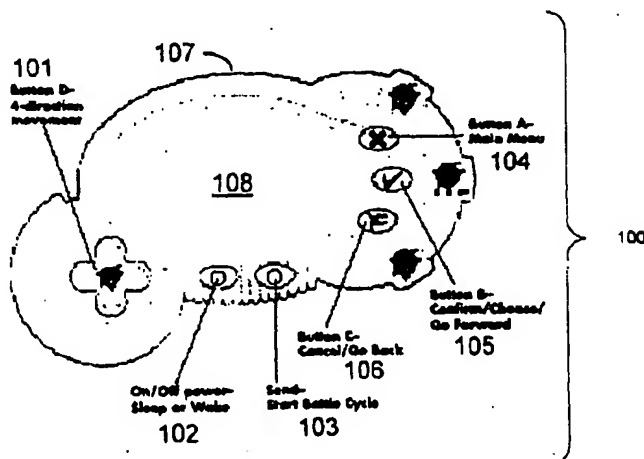 107
101
Button D-
4-direction
movement
100
Button A-
Main Menu
104
108
Button B-
Confirm/Choose/
Go Forward
105
Button C-
Cancel/Go Back
106
On/Off power-
Sleep or Wake
102
Send-
Start Battle Cycle
103